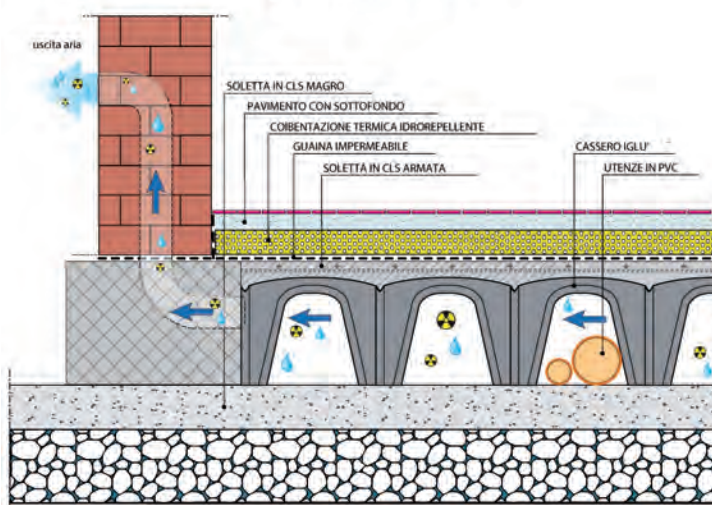 uscita aria
SOLETTA IN CLS MAGRO
PAVIMENTO CON SOTTOFONDO
COIBENTAZIONE TERMICA IDROREPELLENTE
GUAINA IMPERMEABILE
CASSERO IGLU'
SOLETTA IN CLS ARMATA
UTENZE IN PVC